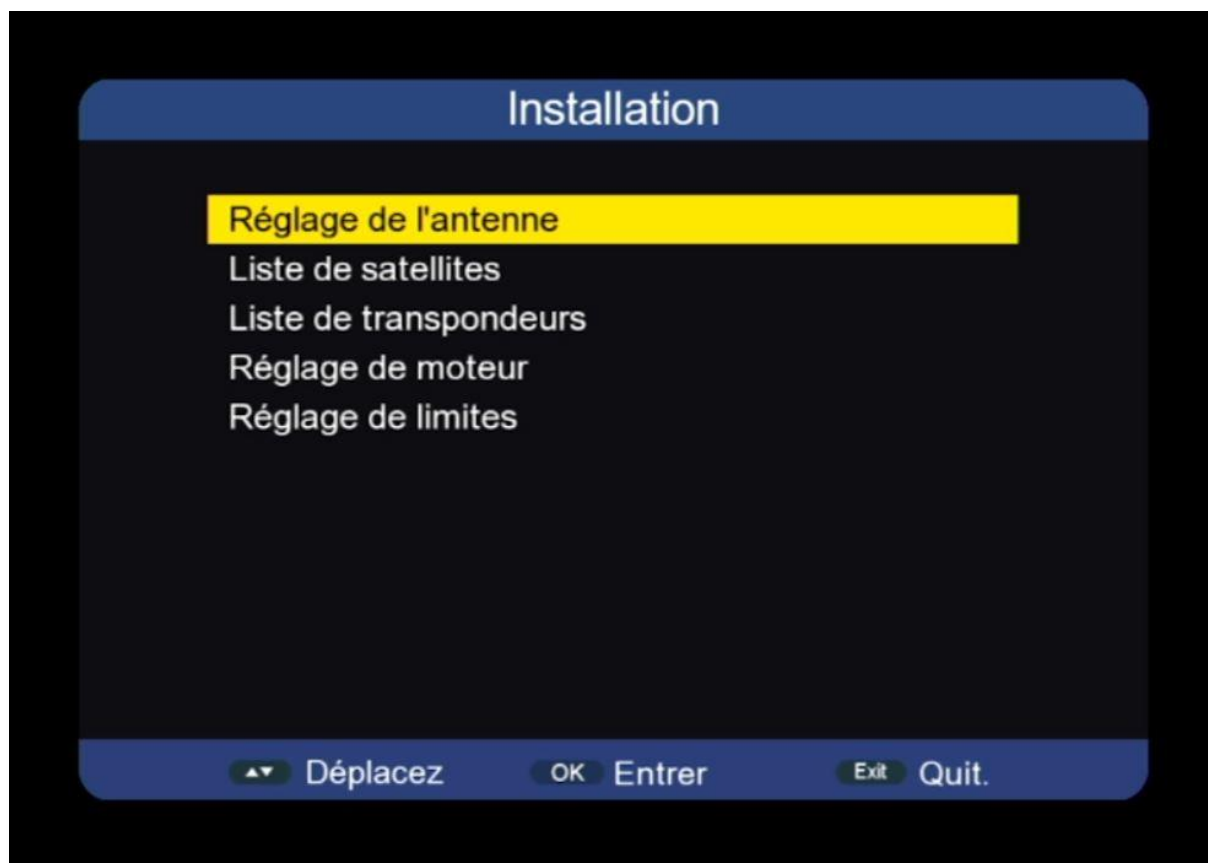 Installation
Réglage de l'antenne
Liste de satellites
Liste de transpondeurs
Réglage de moteur
Réglage de limites
▲▼ Déplacez OK Entrer Exit Quit.